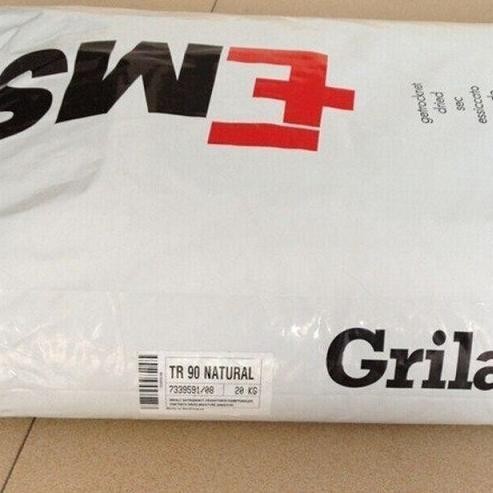 EMS
getrocknet
dried
sec
essiccato
Grila
TR 90 NATURAL
7339591/08 20 KG